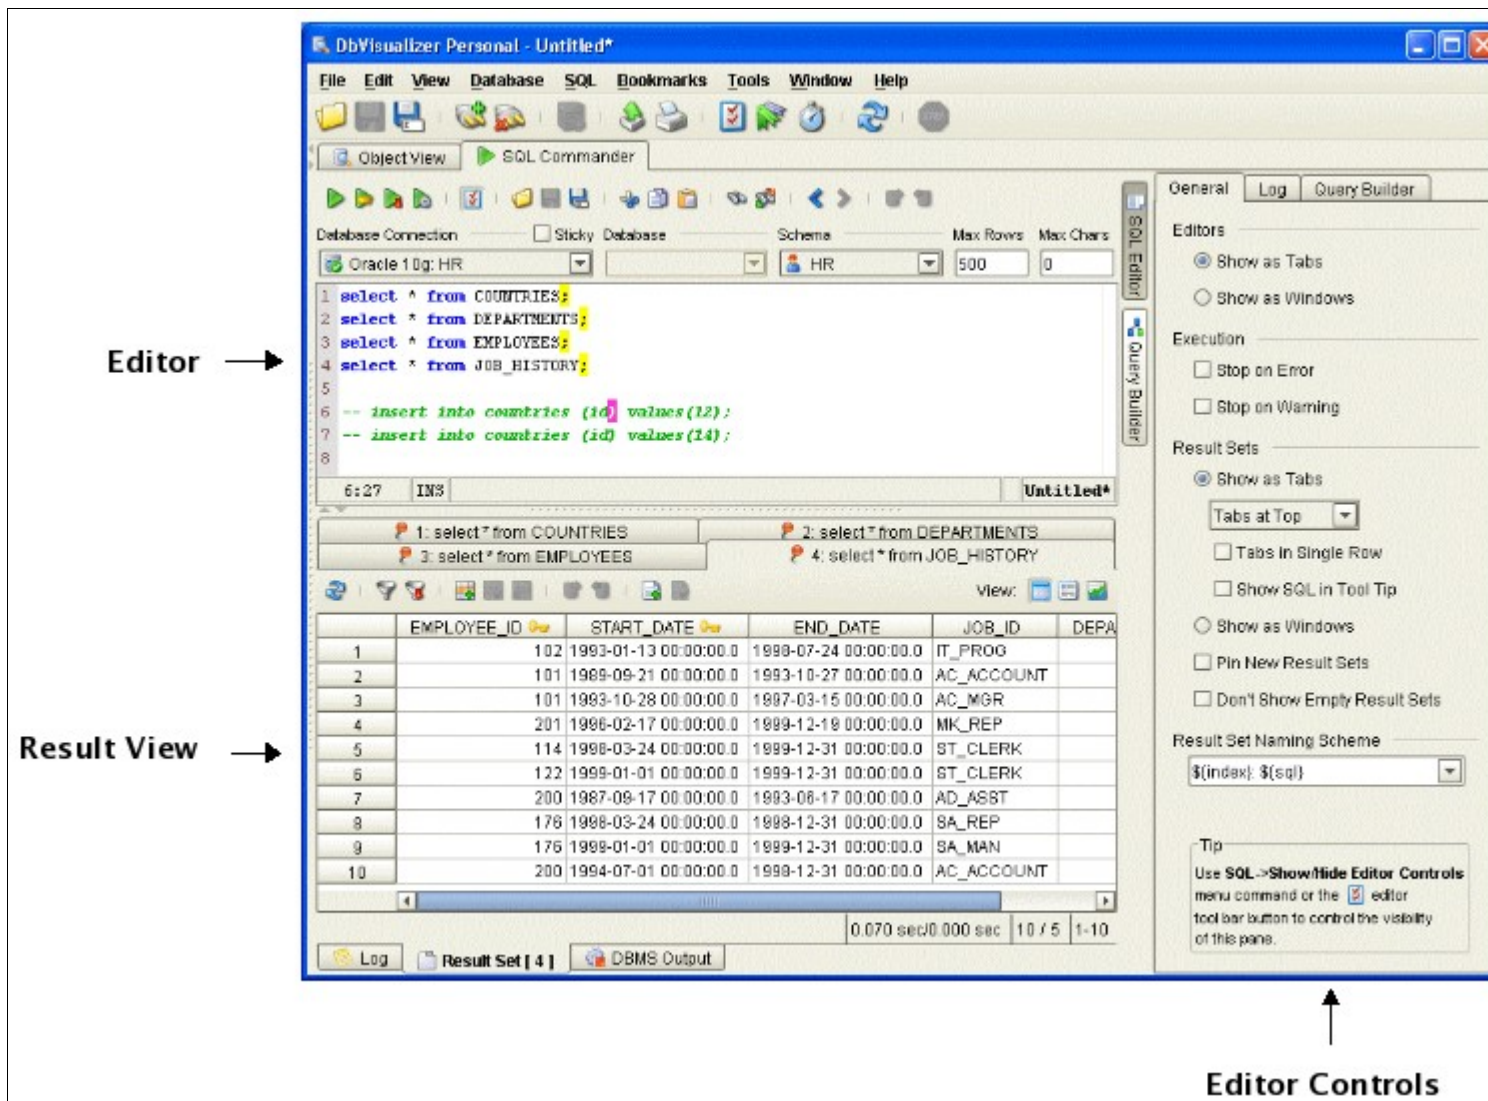 DbVisualizer Personal - Untitled*
File Edit View Database SQL Bookmarks Tools Window Help
Object View SQL Commander
Database Connection Sticky Database Schema Max Rows Max Chars
Oracle 10g: HR HR 500 0
1 select * from COUNTRIES;
2 select * from DEPARTMENTS;
3 select * from EMPLOYEES;
4 select * from JOB_HISTORY;
5
6 -- insert into countries (id) values(12);
7 -- insert into countries (id) values(14);
8
6:27 INS Untitled*
SQL Editor
Query Builder
Editor
1: select * from COUNTRIES 2: select * from DEPARTMENTS
3: select * from EMPLOYEES 4: select * from JOB_HISTORY
View:
EMPLOYEE_ID START_DATE END_DATE JOB_ID DEPA
1 102 1993-01-13 00:00:00.0 1998-07-24 00:00:00.0 IT_PROG
2 101 1989-09-21 00:00:00.0 1993-10-27 00:00:00.0 AC_ACCOUNT
3 101 1993-10-28 00:00:00.0 1997-03-15 00:00:00.0 AC_MGR
4 201 1996-02-17 00:00:00.0 1999-12-19 00:00:00.0 MK_REP
5 114 1998-03-24 00:00:00.0 1999-12-31 00:00:00.0 ST_CLERK
6 122 1999-01-01 00:00:00.0 1999-12-31 00:00:00.0 ST_CLERK
7 200 1987-09-17 00:00:00.0 1993-06-17 00:00:00.0 AD_ASST
8 176 1998-03-24 00:00:00.0 1998-12-31 00:00:00.0 SA_REP
9 176 1999-01-01 00:00:00.0 1999-12-31 00:00:00.0 SA_MAN
10 200 1994-07-01 00:00:00.0 1998-12-31 00:00:00.0 AC_ACCOUNT
Result View
0.070 sec/0.000 sec 10 / 5 1-10
Log Result Set [ 4 ] DBMS Output
General Log Query Builder
Editors
Show as Tabs
Show as Windows
Execution
Stop on Error
Stop on Warning
Result Sets
Show as Tabs
Tabs at Top
Tabs in Single Row
Show SQL in Tool Tip
Show as Windows
Pin New Result Sets
Don't Show Empty Result Sets
Result Set Naming Scheme
${index}: ${sql}
Tip
Use SQL->Show/Hide Editor Controls
menu command or the editor
tool bar button to control the visibility
of this pane.
Editor Controls